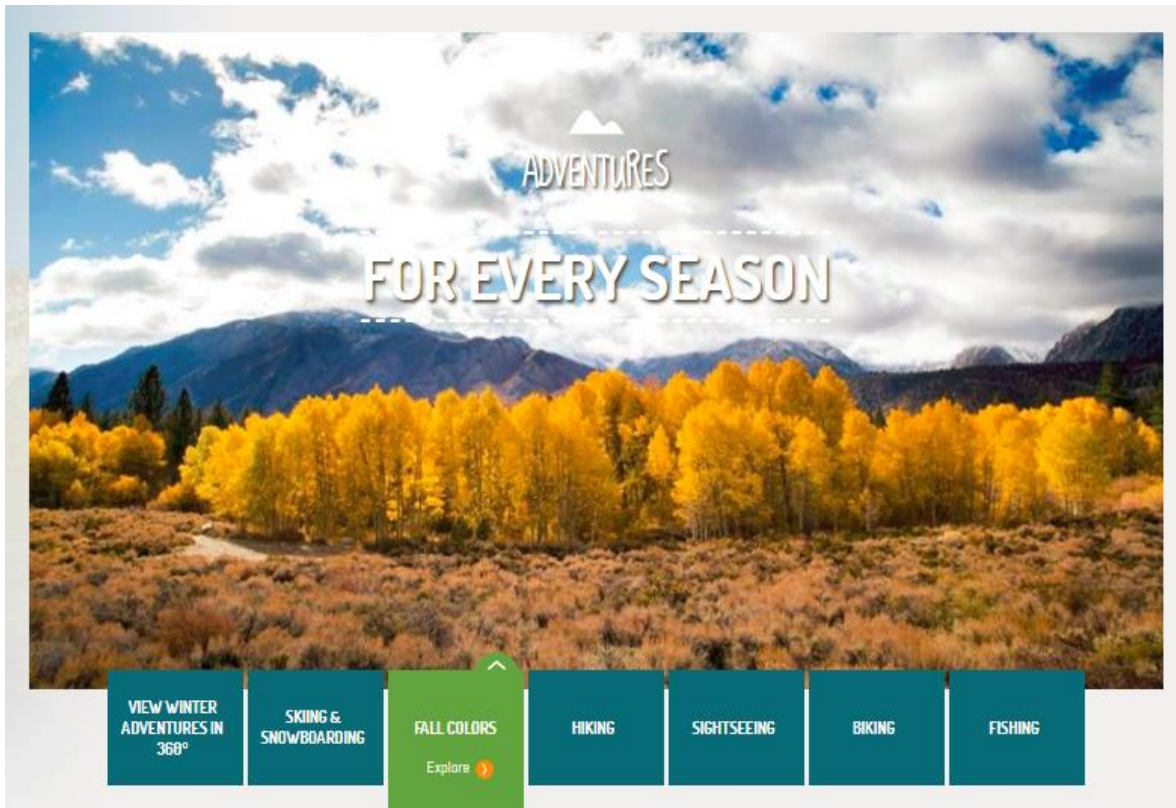 ADVENTURES
FOR EVERY SEASON
VIEW WINTER
ADVENTURES IN
360°
SKIING &
SNOWBOARDING
FALL COLORS
Explore
HIKING
SIGHTSEEING
BIKING
FISHING